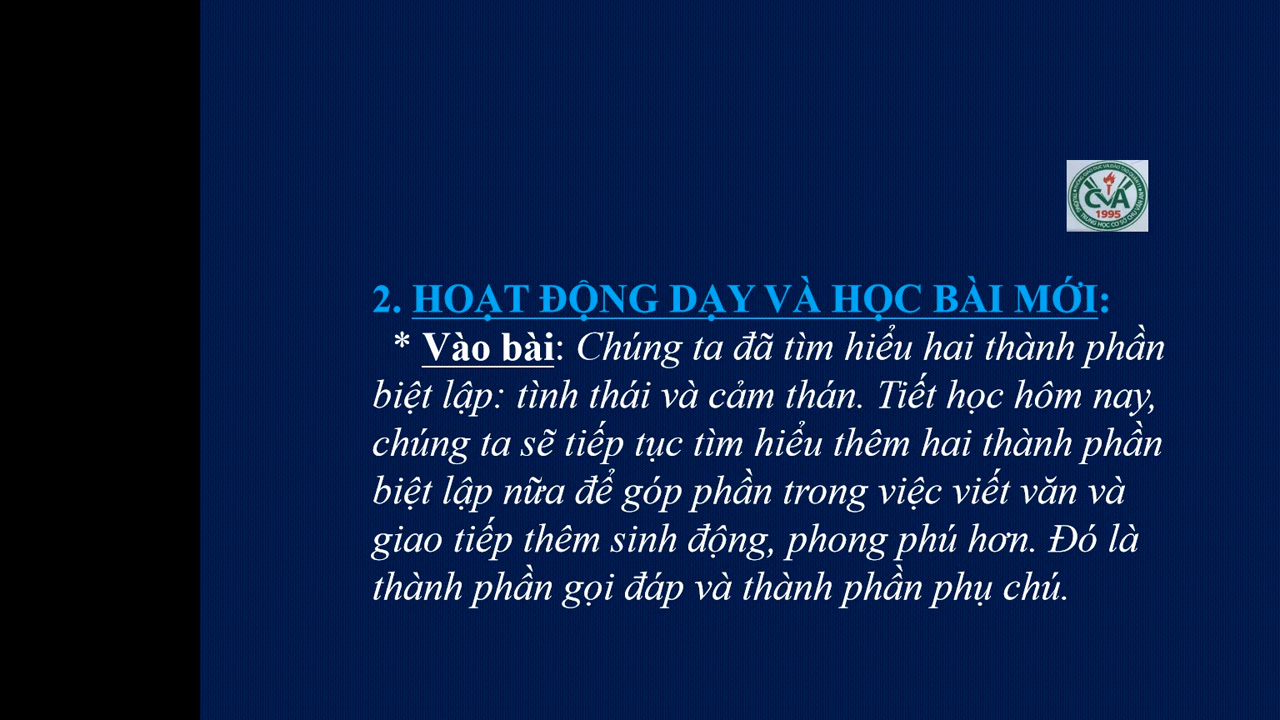 CVA
1995
2. HOẠT ĐỘNG DẠY VÀ HỌC BÀI MỚI:
* Vào bài: Chúng ta đã tìm hiểu hai thành phần
biệt lập: tình thái và cảm thán. Tiết học hôm nay,
chúng ta sẽ tiếp tục tìm hiểu thêm hai thành phần
biệt lập nữa để góp phần trong việc viết văn và
giao tiếp thêm sinh động, phong phú hơn. Đó là
thành phần gọi đáp và thành phần phụ chú.